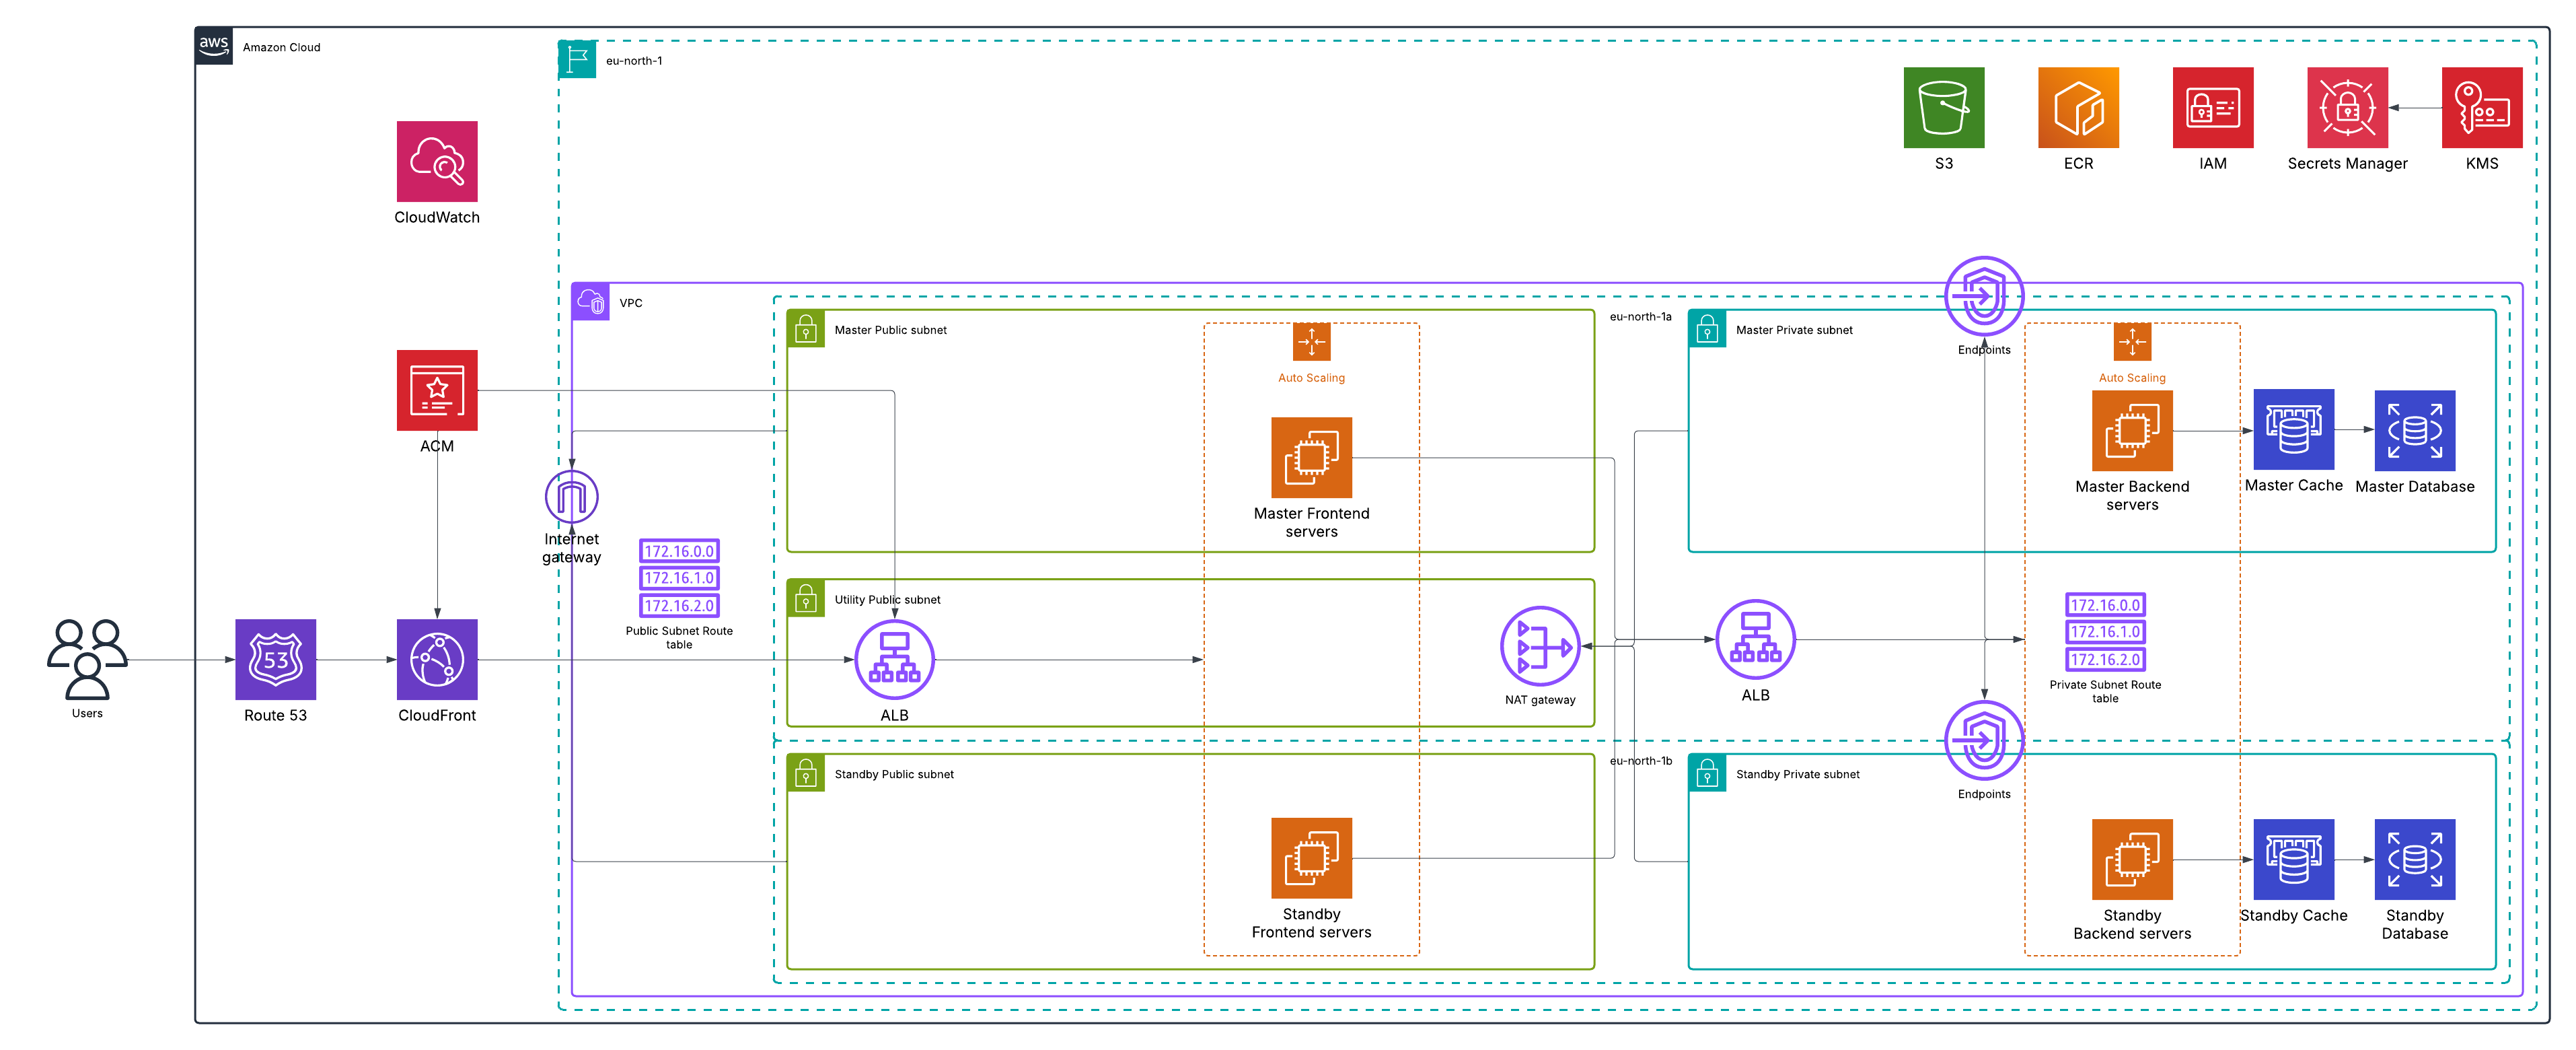 aws
Amazon Cloud
eu-north-1
S3
ECR
IAM
Secrets Manager
KMS
CloudWatch
VPC
Master Public subnet
eu-north-1a
Master Private subnet
Endpoints
Auto Scaling
Auto Scaling
ACM
Master Frontend
servers
Master Backend
servers
Master Cache
Master Database
Internet
gateway
172.16.0.0
172.16.1.0
172.16.2.0
Public Subnet Route
table
Utility Public subnet
172.16.0.0
172.16.1.0
172.16.2.0
Private Subnet Route
table
Users
53
Route 53
CloudFront
ALB
NAT gateway
ALB
Standby Public subnet
eu-north-1b
Standby Private subnet
Endpoints
Standby
Frontend servers
Standby
Backend servers
Standby Cache
Standby
Database